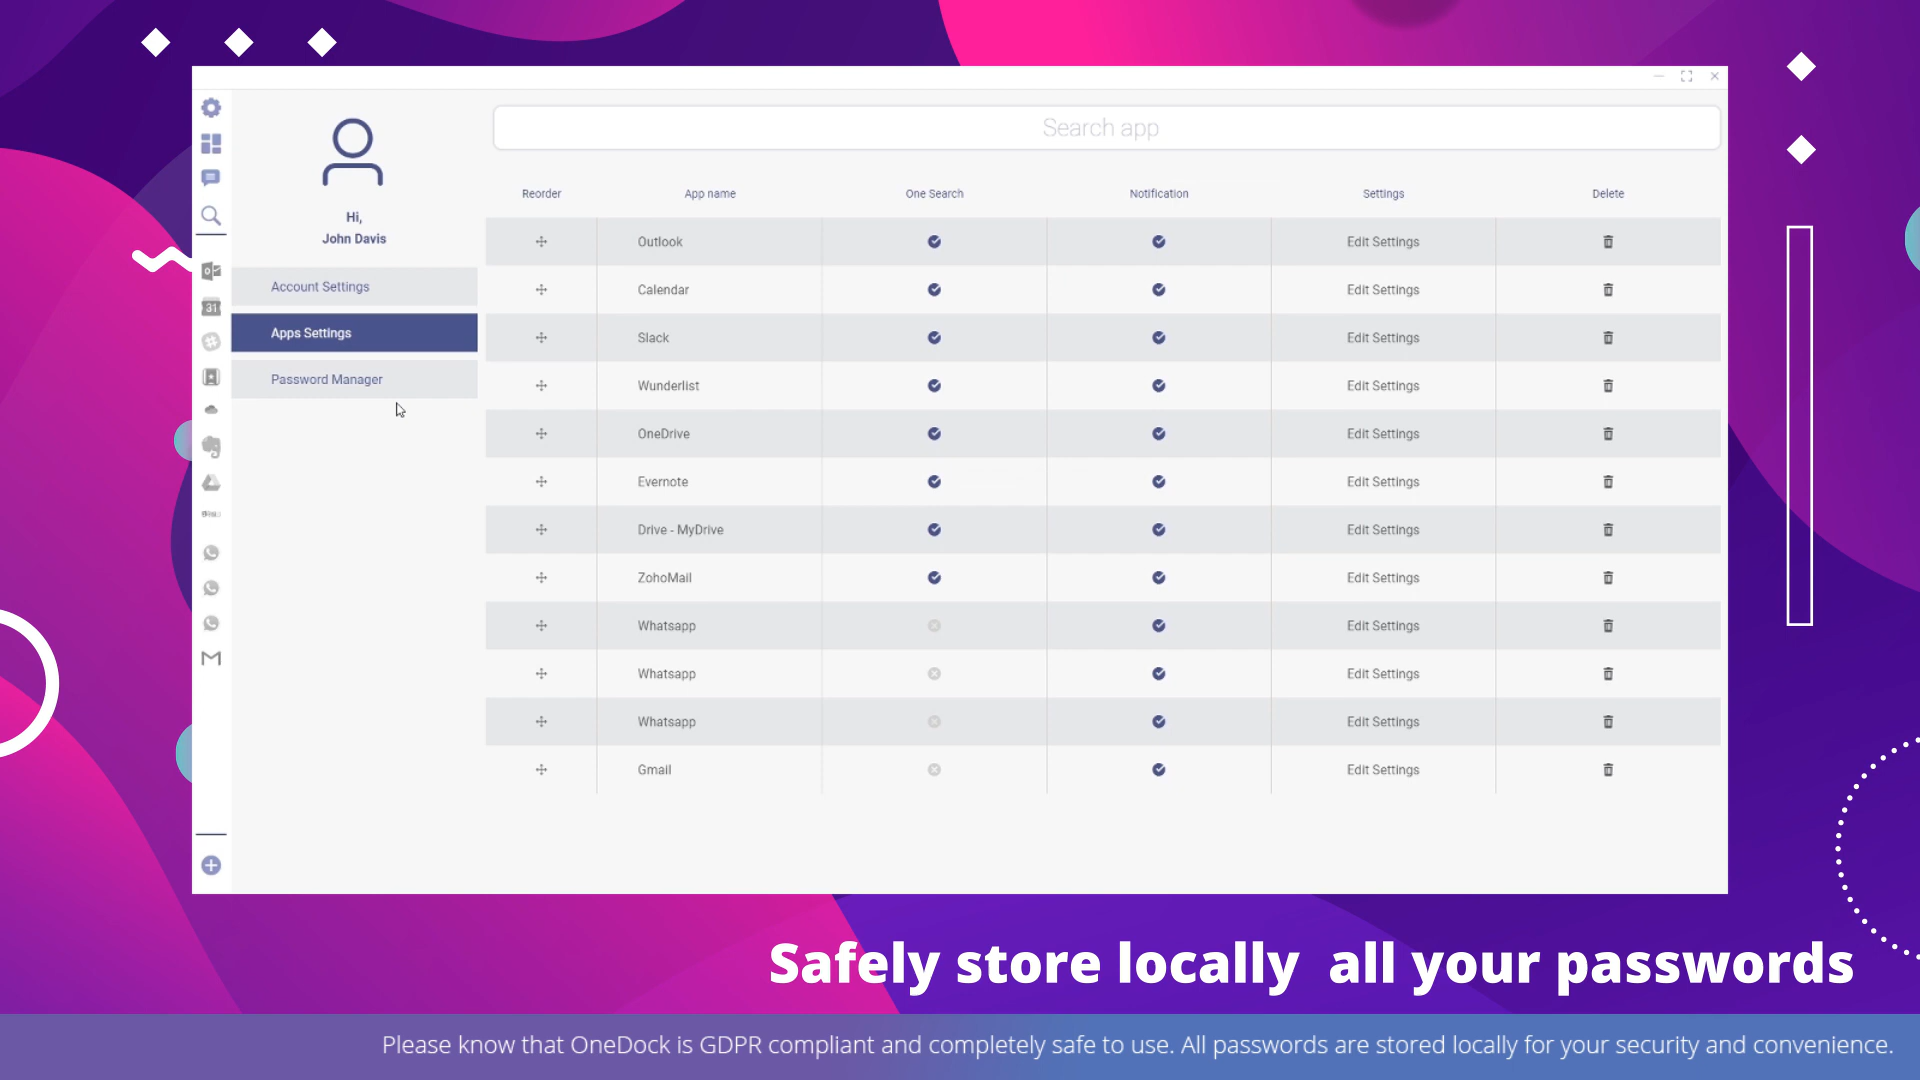 Search app
Hi,
John Davis
Account Settings
Apps Settings
Password Manager
31
Reorder App name One Search Notification Settings Delete
Outlook Edit Settings
Calendar Edit Settings
Slack Edit Settings
Wunderlist Edit Settings
OneDrive Edit Settings
Evernote Edit Settings
Drive - MyDrive Edit Settings
ZohoMail Edit Settings
Whatsapp Edit Settings
Whatsapp Edit Settings
Whatsapp Edit Settings
Gmail Edit Settings
Safely store locally all your passwords
Please know that OneDock is GDPR compliant and completely safe to use. All passwords are stored locally for your security and convenience.